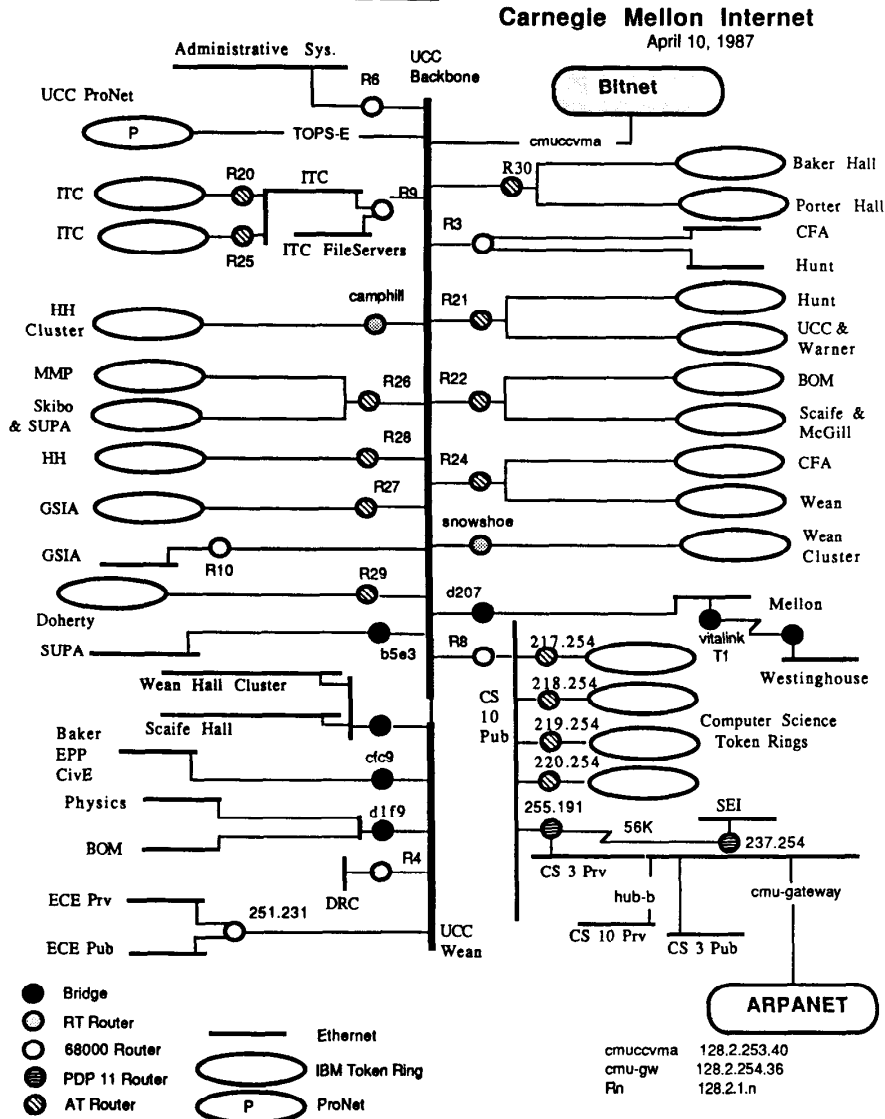 Carnegie Mellon Internet
April 10, 1987
Administrative Sys.
UCC
Backbone
R6
Bitnet
UCC ProNet
P
TOPS-E
cmuccvma
R30
Baker Hall
Porter Hall
ITC
R20
ITC
R9
ITC
R25
ITC FileServers
R3
CFA
Hunt
camphill
R21
HH
Cluster
Hunt
UCC &
Warner
MMP
R26
R22
BOM
Skibo
& SUPA
Scaife &
McGill
HH
R28
R24
CFA
GSIA
R27
Wean
snowshoe
GSIA
R10
Wean
Cluster
R29
Doherty
d207
Mellon
vitalink
T1
Westinghouse
SUPA
b5e3
R8
217.254
218.254
219.254
220.254
CS
10
Pub
Computer Science
Token Rings
Wean Hall Cluster
Scaife Hall
Baker
EPP
CivE
cfc9
Physics
d1f9
BOM
255.191
56K
SEI
237.254
R4
DRC
CS 3 Prv
hub-b
cmu-gateway
ECE Prv
251.231
ECE Pub
UCC
Wean
CS 10 Prv
CS 3 Pub
ARPANET
Bridge
RT Router
68000 Router
PDP 11 Router
AT Router
Ethernet
IBM Token Ring
P
ProNet
cmuccvma 128.2.253.40
cmu-gw 128.2.254.36
Rn 128.2.1.n